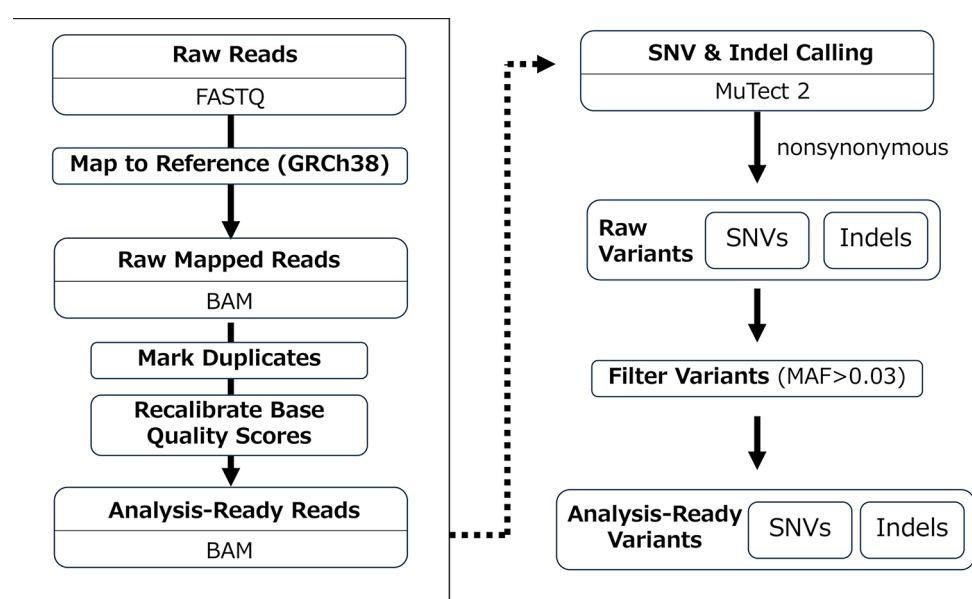 Raw Reads
FASTQ
Map to Reference (GRCh38)
Raw Mapped Reads
BAM
Mark Duplicates
Recalibrate Base
Quality Scores
Analysis-Ready Reads
BAM
SNV & Indel Calling
MuTect 2
nonsynonymous
Raw
Variants
SNVs
Indels
Filter Variants (MAF>0.03)
Analysis-Ready
Variants
SNVs
Indels